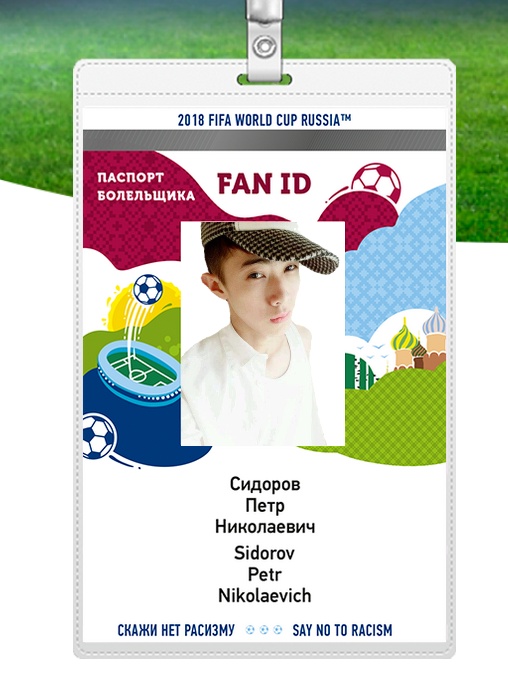 2018 FIFA WORLD CUP RUSSIA™
ПАСПОРТ
БОЛЕЛЬЩИКА
FAN ID
Сидоров
Петр
Николаевич
Sidorov
Petr
Nikolaevich
СКАЖИ НЕТ РАСИЗМУ SAY NO TO RACISM